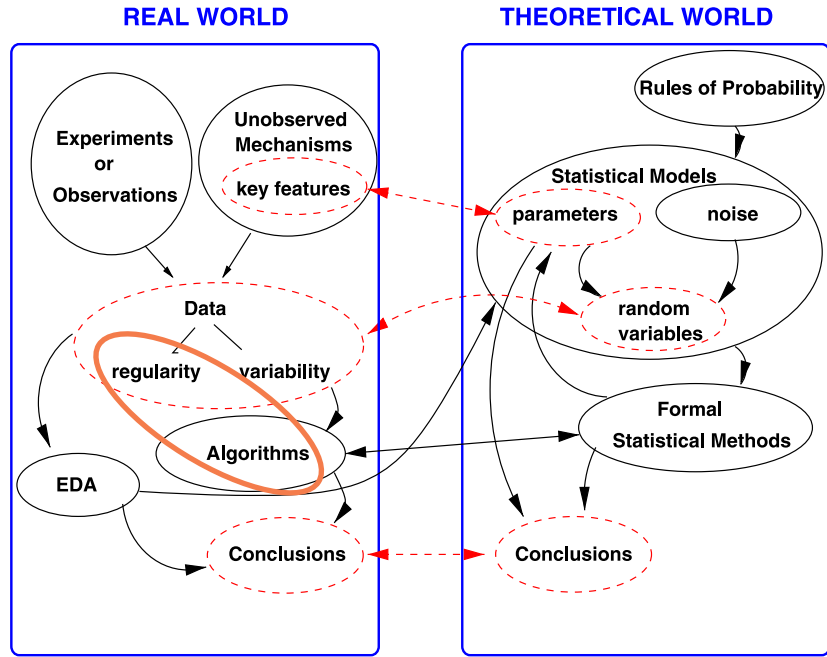 REAL WORLD
THEORETICAL WORLD
Experiments
or
Observations
Unobserved
Mechanisms
key features
Data
regularity
variability
Algorithms
EDA
Conclusions
Rules of Probability
Statistical Models
parameters
noise
random
variables
Formal
Statistical Methods
Conclusions